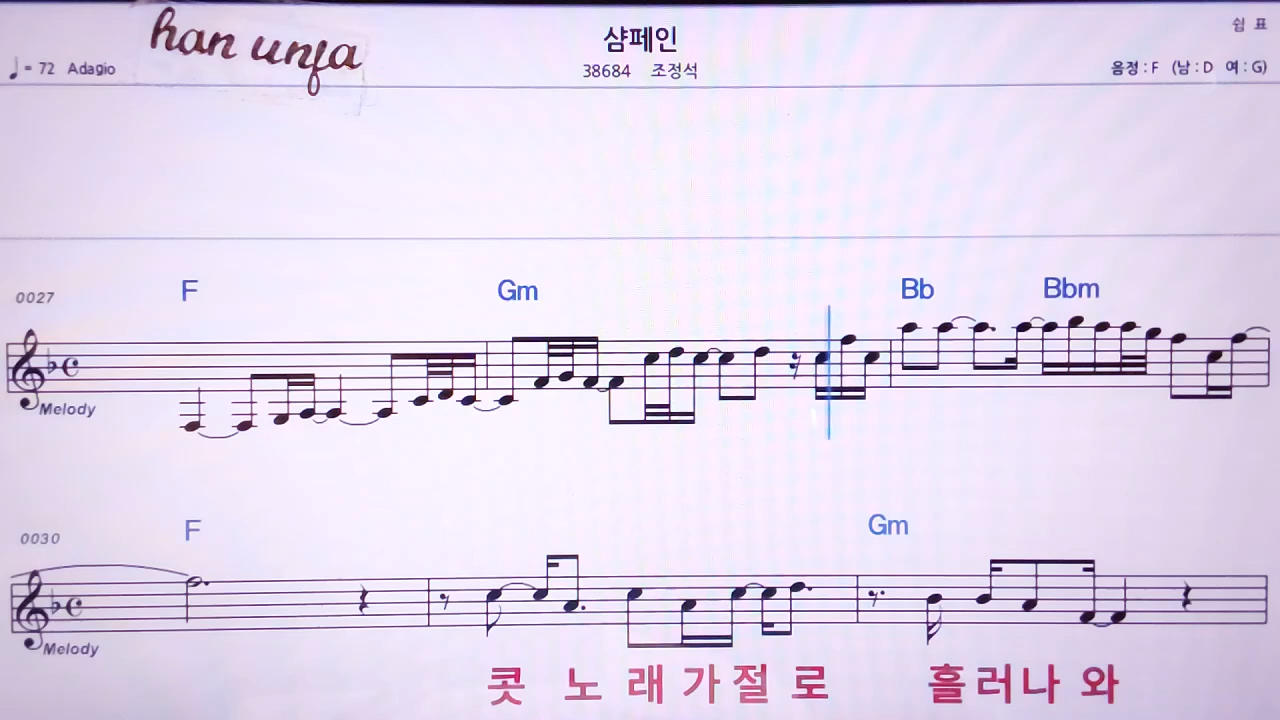 han unfa
샴페인
쉼 표
♩= 72 Adagio
38684 조정석
음정 : F (남 : D 여 : G)
F Gm Bb Bbm
0027
Melody
F Gm
0030
Melody
콧 노 래 가 절 로 흘 러 나 와